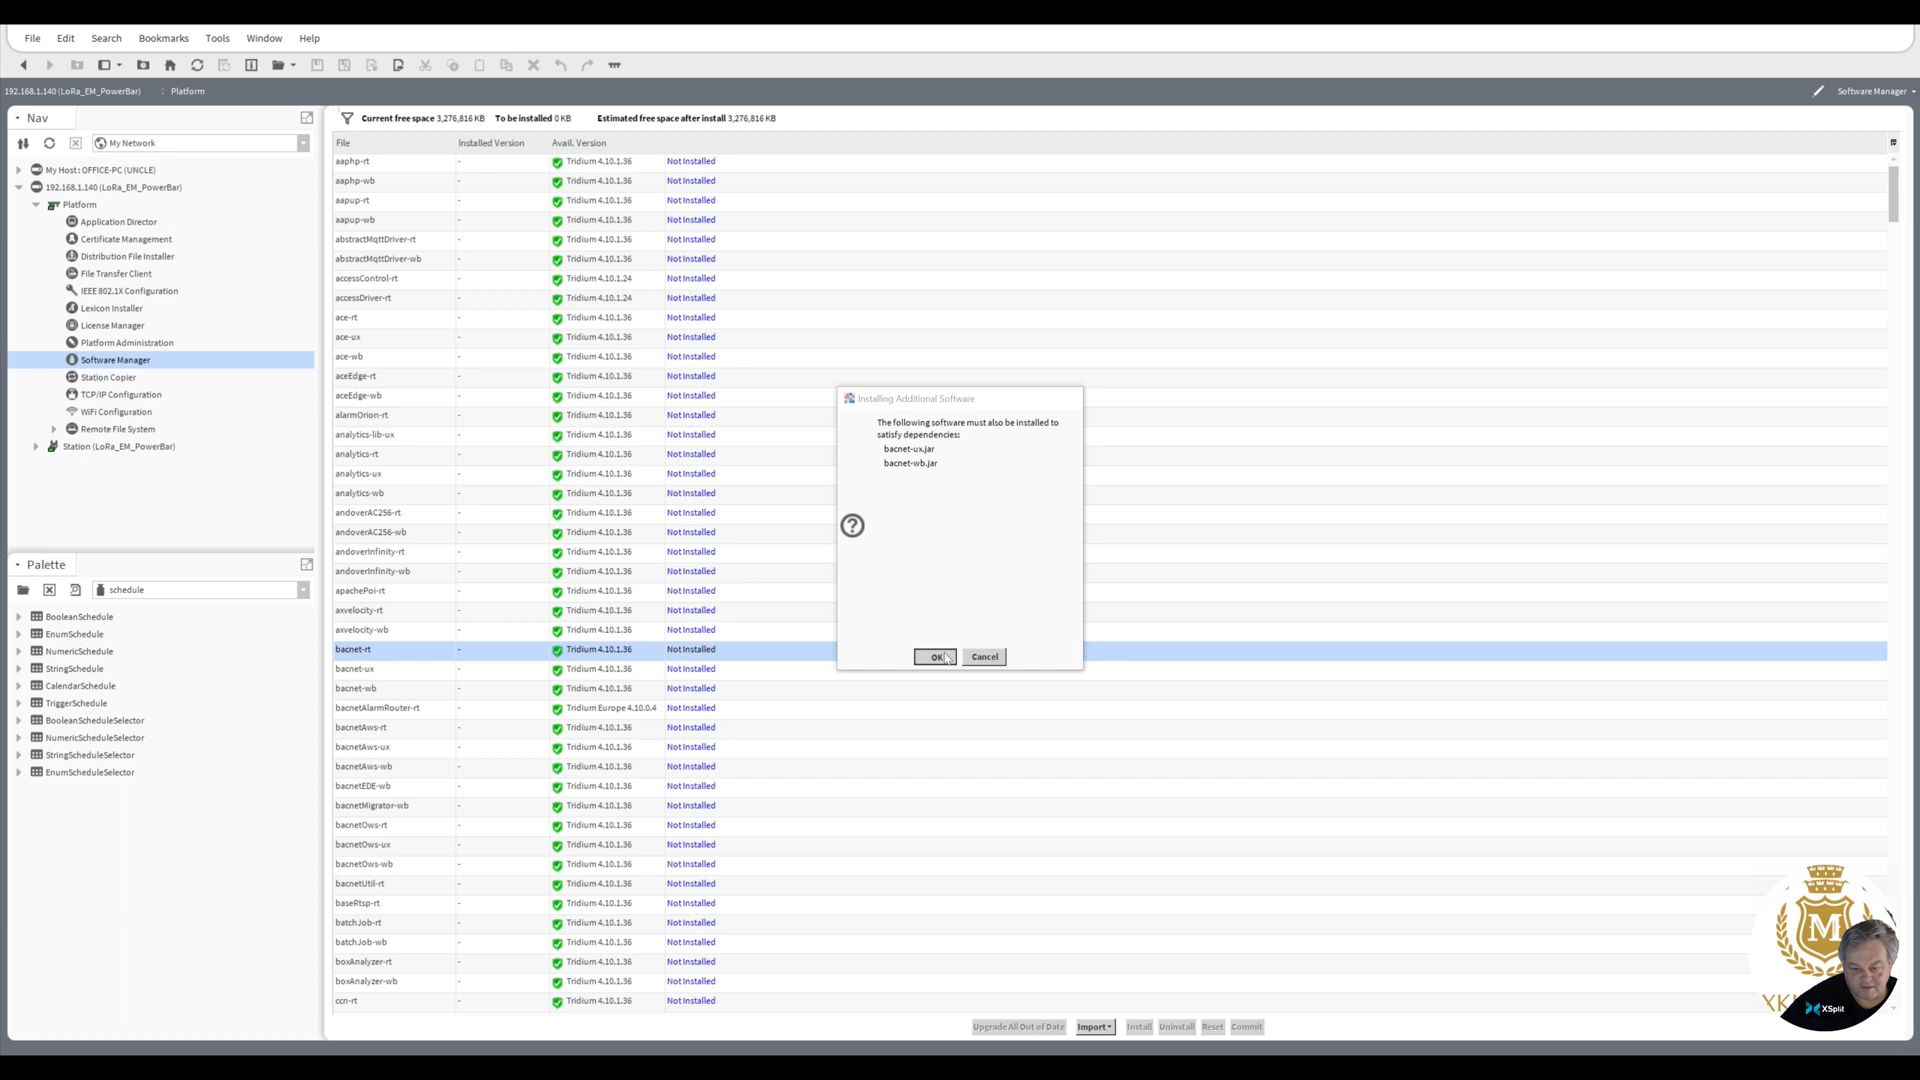 File Edit Search Bookmarks Tools Window Help
192.168.1.140 (LoRa_EM_PowerBar) : Platform Software Manager
Nav
My Network
My Host : OFFICE-PC (UNCLE)
192.168.1.140 (LoRa_EM_PowerBar)
Platform
Application Director
Certificate Management
Distribution File Installer
File Transfer Client
IEEE 802.1X Configuration
Lexicon Installer
License Manager
Platform Administration
Software Manager
Station Copier
TCP/IP Configuration
WiFi Configuration
Remote File System
Station (LoRa_EM_PowerBar)
Palette
schedule
BooleanSchedule
EnumSchedule
NumericSchedule
StringSchedule
CalendarSchedule
TriggerSchedule
BooleanScheduleSelector
NumericScheduleSelector
StringScheduleSelector
EnumScheduleSelector
Current free space 3,276,816 KB To be installed 0 KB Estimated free space after install 3,276,816 KB
File Installed Version Avail. Version
aaphp-rt - Tridium 4.10.1.36 Not Installed
aaphp-wb - Tridium 4.10.1.36 Not Installed
aapup-rt - Tridium 4.10.1.36 Not Installed
aapup-wb - Tridium 4.10.1.36 Not Installed
abstractMqttDriver-rt - Tridium 4.10.1.36 Not Installed
abstractMqttDriver-wb - Tridium 4.10.1.36 Not Installed
accessControl-rt - Tridium 4.10.1.24 Not Installed
accessDriver-rt - Tridium 4.10.1.24 Not Installed
ace-rt - Tridium 4.10.1.36 Not Installed
ace-ux - Tridium 4.10.1.36 Not Installed
ace-wb - Tridium 4.10.1.36 Not Installed
aceEdge-rt - Tridium 4.10.1.36 Not Installed
aceEdge-wb - Tridium 4.10.1.36 Not Installed
alarmOrion-rt - Tridium 4.10.1.36 Not Installed
analytics-lib-ux - Tridium 4.10.1.36 Not Installed
analytics-rt - Tridium 4.10.1.36 Not Installed
analytics-ux - Tridium 4.10.1.36 Not Installed
analytics-wb - Tridium 4.10.1.36 Not Installed
andoverAC256-rt - Tridium 4.10.1.36 Not Installed
andoverAC256-wb - Tridium 4.10.1.36 Not Installed
andoverInfinity-rt - Tridium 4.10.1.36 Not Installed
andoverInfinity-wb - Tridium 4.10.1.36 Not Installed
apachePoi-rt - Tridium 4.10.1.36 Not Installed
axvelocity-rt - Tridium 4.10.1.36 Not Installed
axvelocity-wb - Tridium 4.10.1.36 Not Installed
bacnet-rt - Tridium 4.10.1.36 Not Installed
bacnet-ux - Tridium 4.10.1.36 Not Installed
bacnet-wb - Tridium 4.10.1.36 Not Installed
bacnetAlarmRouter-rt - Tridium Europe 4.10.0.4 Not Installed
bacnetAws-rt - Tridium 4.10.1.36 Not Installed
bacnetAws-ux - Tridium 4.10.1.36 Not Installed
bacnetAws-wb - Tridium 4.10.1.36 Not Installed
bacnetEDE-wb - Tridium 4.10.1.36 Not Installed
bacnetMigrator-wb - Tridium 4.10.1.36 Not Installed
bacnetOws-rt - Tridium 4.10.1.36 Not Installed
bacnetOws-ux - Tridium 4.10.1.36 Not Installed
bacnetOws-wb - Tridium 4.10.1.36 Not Installed
bacnetUtil-rt - Tridium 4.10.1.36 Not Installed
baseRtsp-rt - Tridium 4.10.1.36 Not Installed
batchJob-rt - Tridium 4.10.1.36 Not Installed
batchJob-wb - Tridium 4.10.1.36 Not Installed
boxAnalyzer-rt - Tridium 4.10.1.36 Not Installed
boxAnalyzer-wb - Tridium 4.10.1.36 Not Installed
ccn-rt - Tridium 4.10.1.36 Not Installed
Installing Additional Software
The following software must also be installed to
satisfy dependencies:
bacnet-ux.jar
bacnet-wb.jar
OK Cancel
Upgrade All Out of Date Import Install Uninstall Reset Commit
M
XSplit